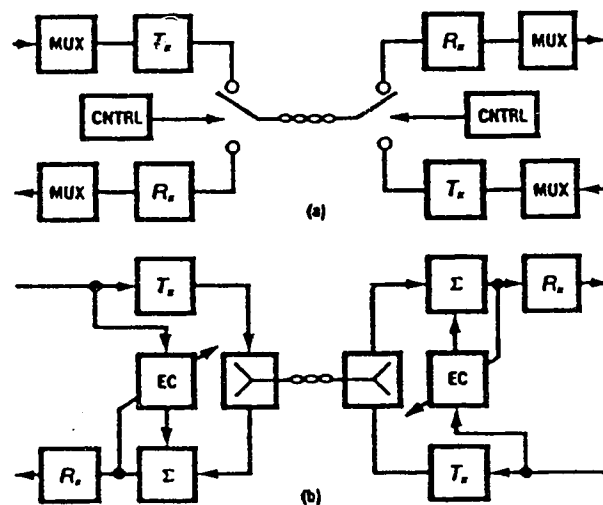 MUX Tx Rx MUX
CNTRL CNTRL
MUX Rx Tx MUX
(a)
Tx Σ Rx
EC EC
Rx Σ Tx
(b)